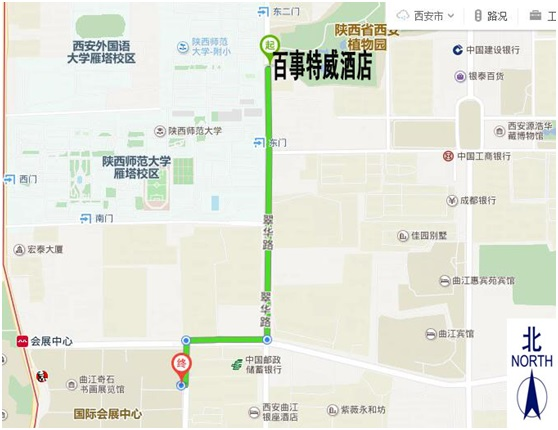 东二门
西安市
路况
工
西安外国语
大学雁塔校区
陕西师范
大学-附小
起
陕西省西安
植物园
百事特威酒店
中国建设银行
银泰百货
陕西师范大学
东门
西安源浩华
藏博物馆
中国工商银行
陕西师范大学
雁塔校区
西门
成都银行
南门
翠华路
佳园别墅
宏泰大厦
曲江惠宾苑宾馆
翠华路
会展中心
曲江宾馆
北
NORTH
终
中国邮政
储蓄银行
曲江奇石
书画展览馆
国际会展中心
西安曲江
银座酒店
紫薇永和坊